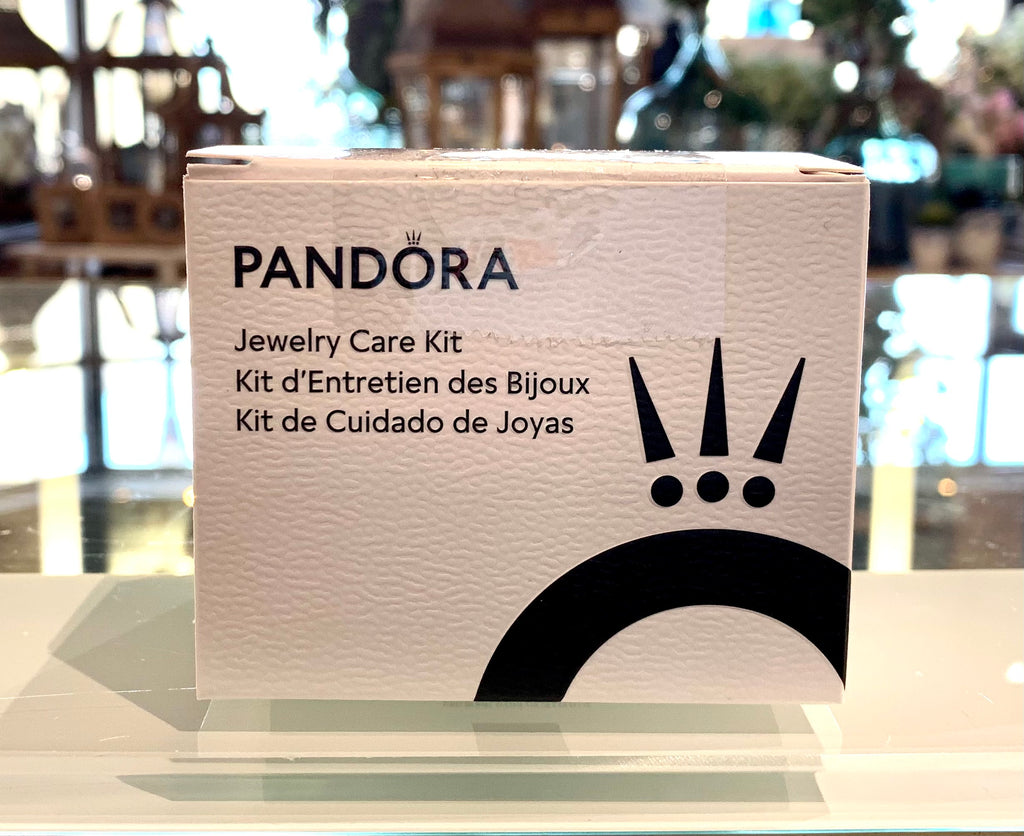 PANDORA
Jewelry Care Kit
Kit d'Entretien des Bijoux
Kit de Cuidado de Joyas